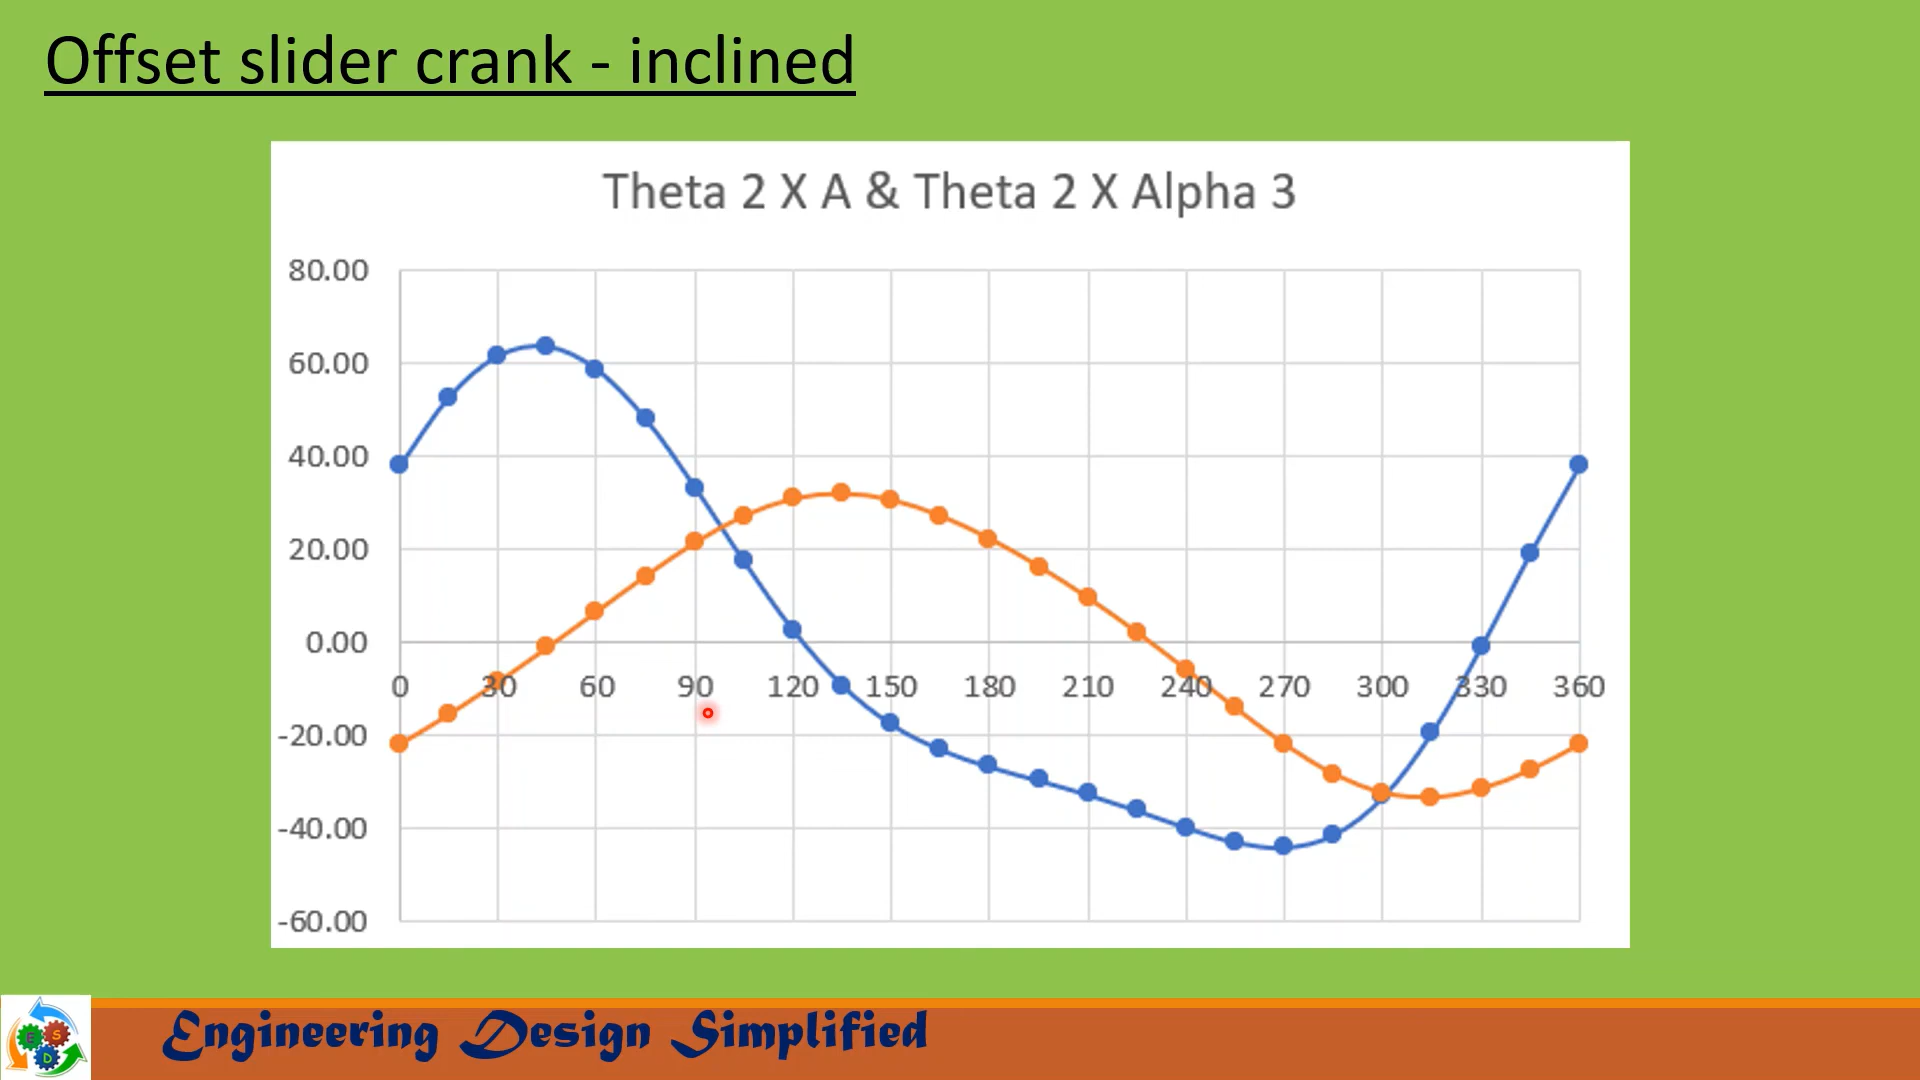 Offset slider crank - inclined
Theta 2 X A & Theta 2 X Alpha 3
80.00
60.00
40.00
20.00
0.00
0 30 60 90 120 150 180 210 240 270 300 330 360
-20.00
-40.00
-60.00
E S D
Engineering Design Simplified